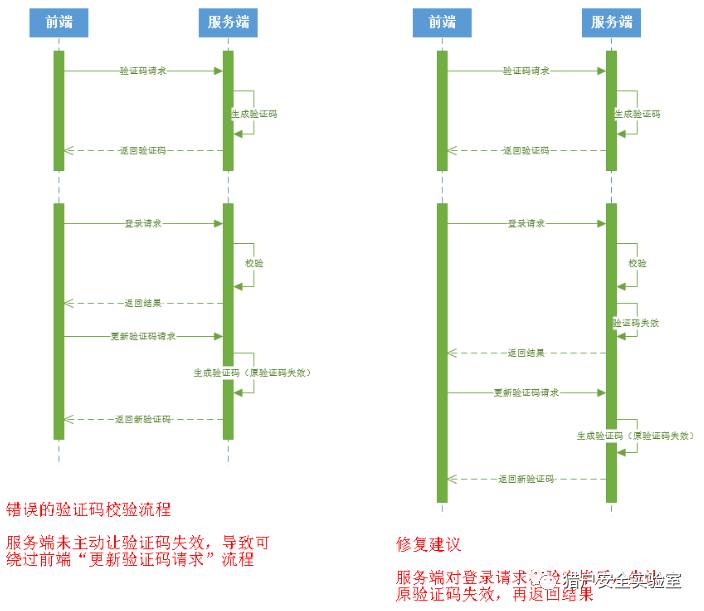 前端
服务端
验证码请求
生成验证码
返回验证码
登录请求
校验
返回结果
更新验证码请求
生成验证码（原验证码失效）
返回新验证码
错误的验证码校验流程
服务端未主动让验证码失效，导致可
绕过前端“更新验证码请求”流程
前端
服务端
验证码请求
生成验证码
返回验证码
登录请求
校验
验证码失效
返回结果
更新验证码请求
生成验证码（原验证码失效）
返回新验证码
修复建议
服务端对登录请求
原验证码失效，再返回结果
猎户安全实验室